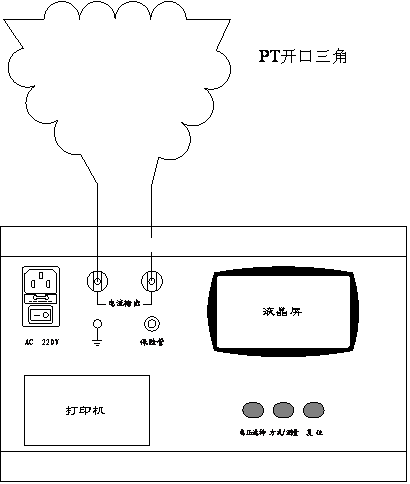 PT开口三角
电流输出
液晶屏
AC 220V
保险管
打印机
电压选择 方式/测量 复位